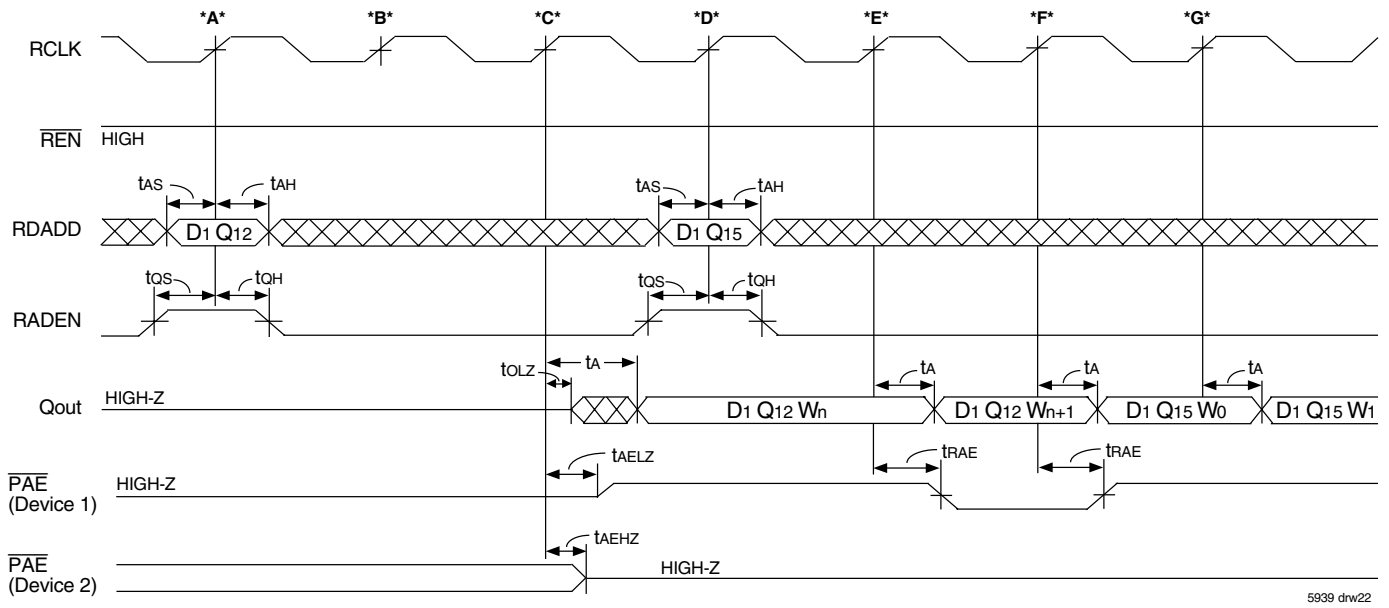 *A* *B* *C* *D* *E* *F* *G*
RCLK
REN HIGH
tAS tAH tAS tAH
RDADD D1 Q12 D1 Q15
tQS tQH tQS tQH
RADEN
tOLZ tA tA tA tA
Qout HIGH-Z D1 Q12 Wn D1 Q12 Wn+1 D1 Q15 W0 D1 Q15 W1
tAELZ tRAE tRAE
PAE HIGH-Z
(Device 1)
tAEHZ
PAE HIGH-Z
(Device 2)
5939 drw22